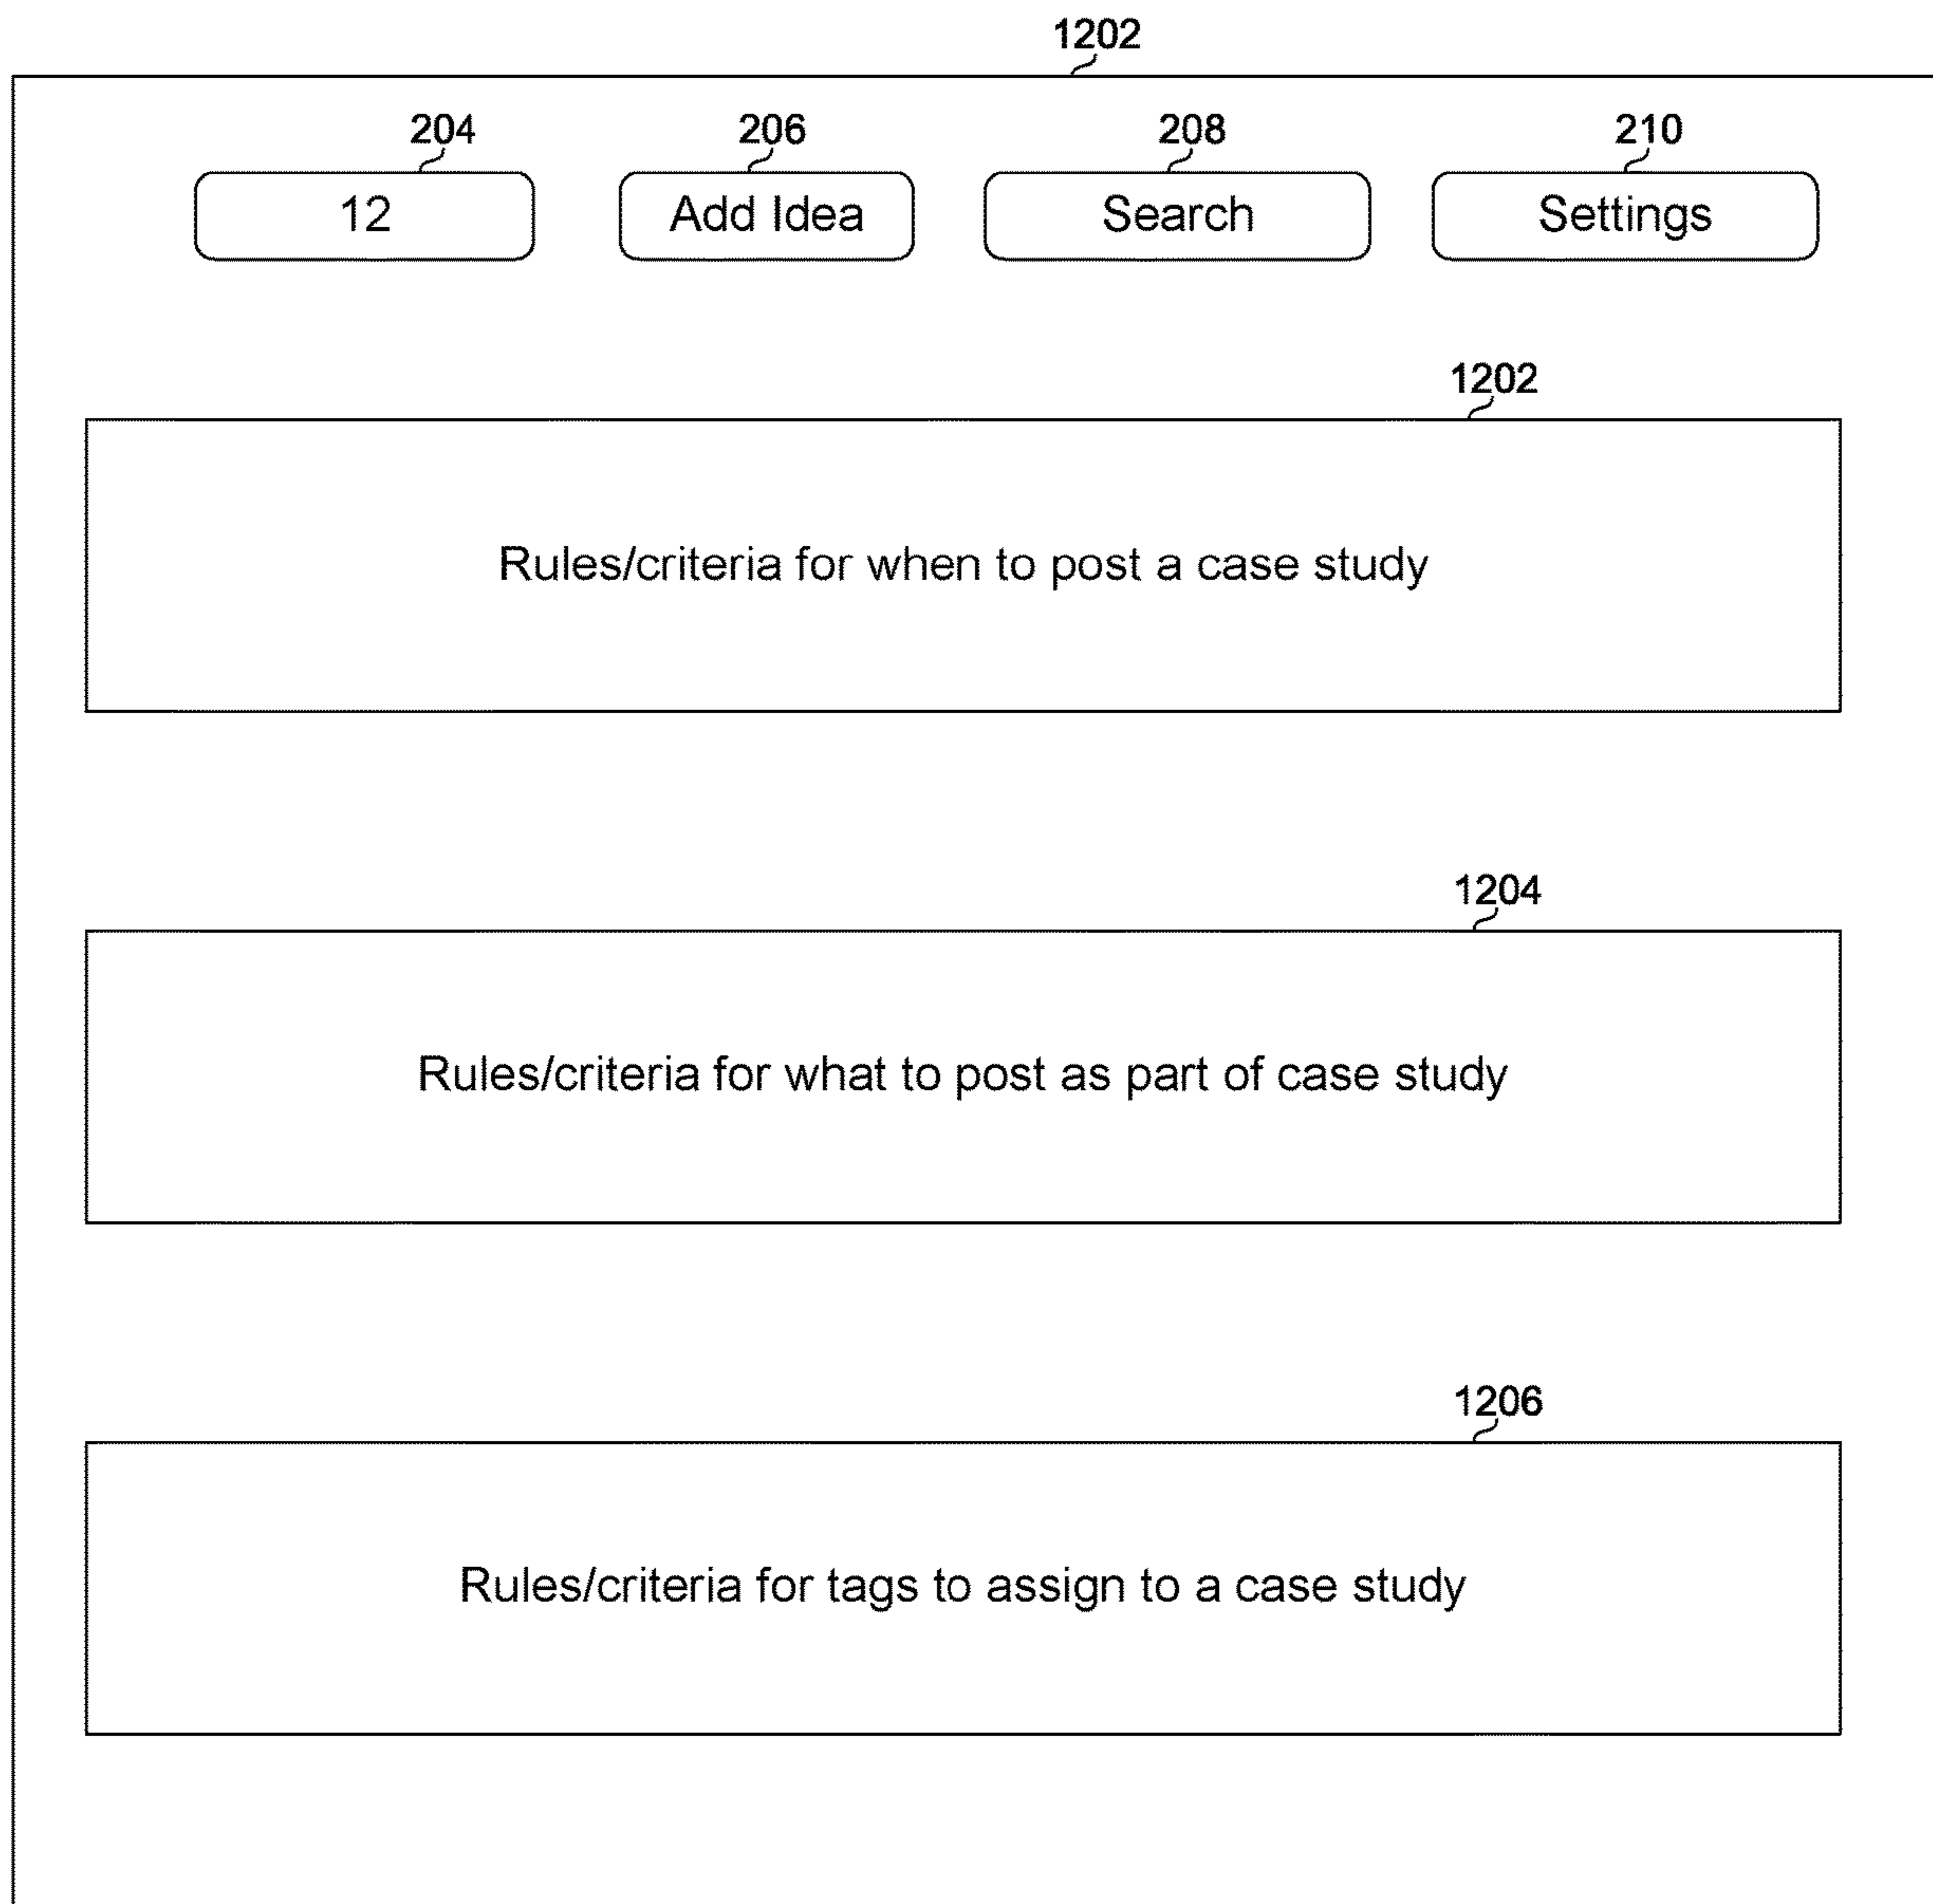 1202
204 206 208 210
12 Add Idea Search Settings
1202
Rules/criteria for when to post a case study
1204
Rules/criteria for what to post as part of case study
1206
Rules/criteria for tags to assign to a case study